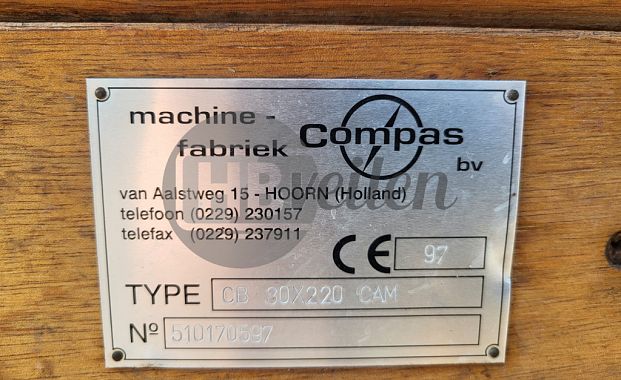 machine -
fabriek Compas bv
van Aalstweg 15 - HOORN (Holland)
telefoon (0229) 230157
telefax (0229) 237911
CE 97
TYPE CB 30X220 CAM
Nº 510170597
HBveilen